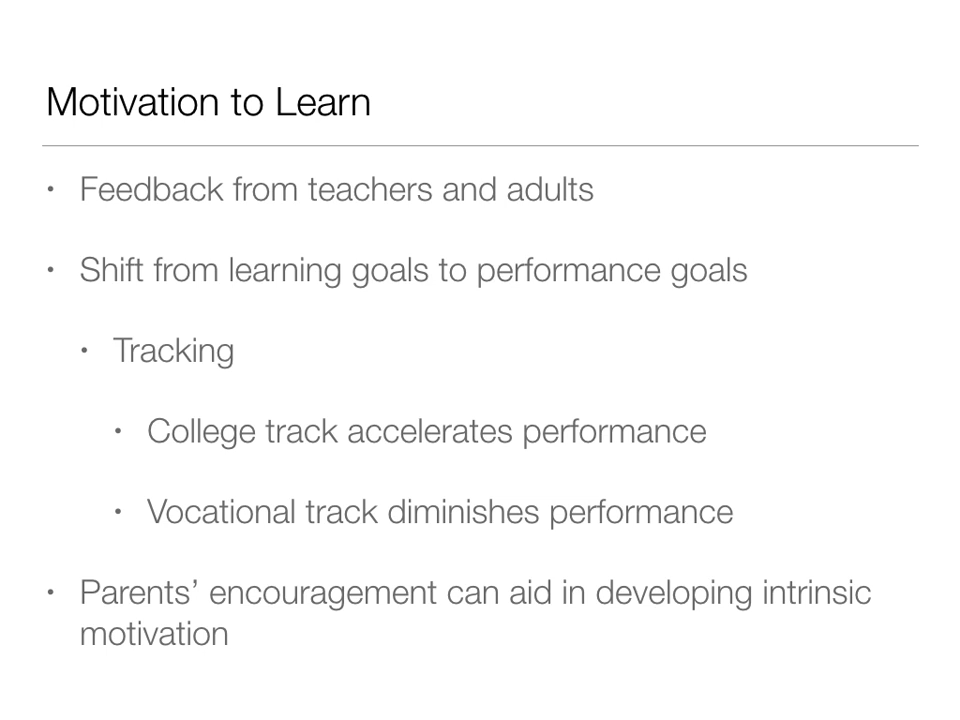 Motivation to Learn
• Feedback from teachers and adults
• Shift from learning goals to performance goals
• Tracking
• College track accelerates performance
• Vocational track diminishes performance
• Parents’ encouragement can aid in developing intrinsic
motivation